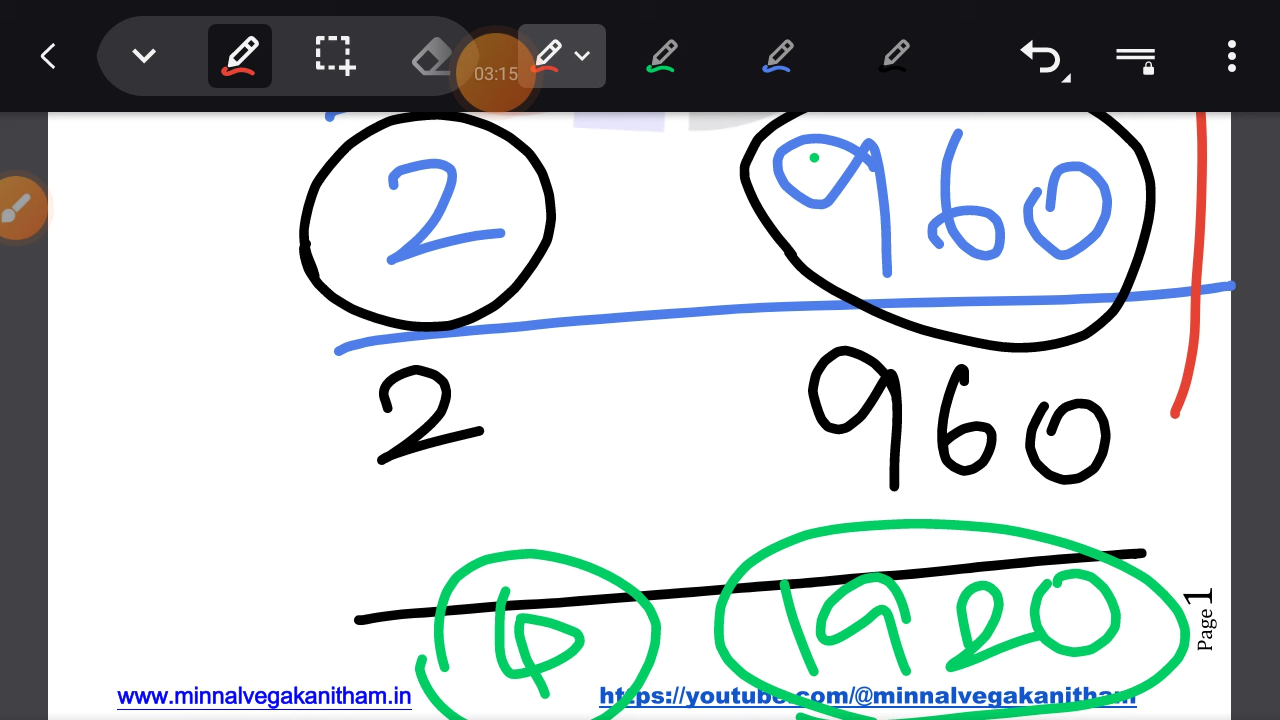 03:15
2 960
2 960
4 1920
Page 1
www.minnalvegakanitham.in https://youtube.com/@minnalvegakanitham